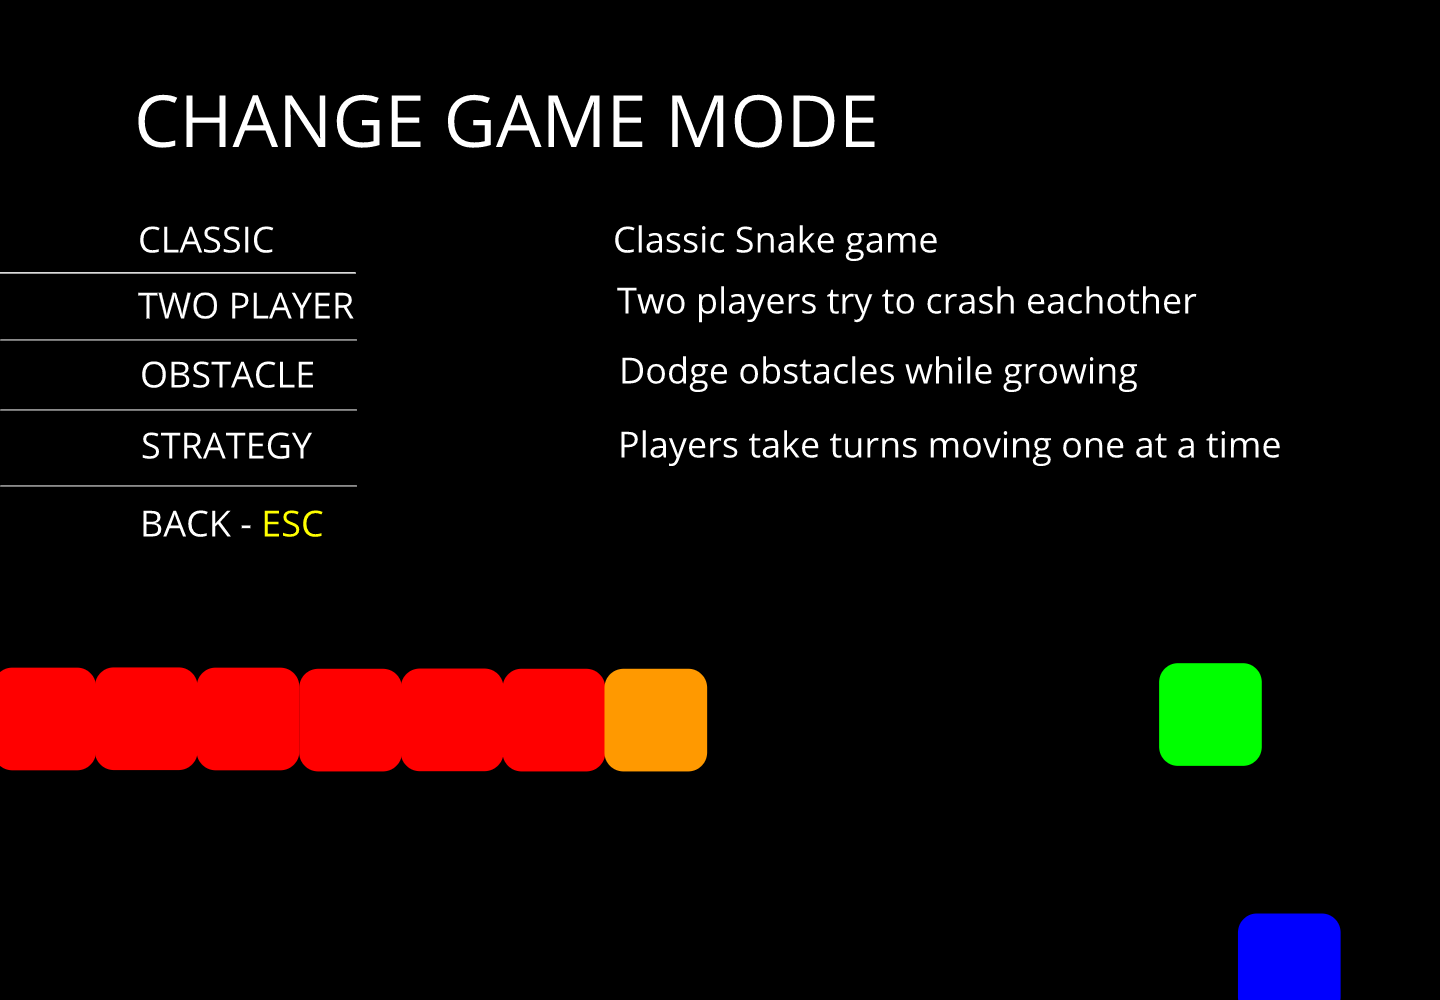 CHANGE GAME MODE
CLASSIC Classic Snake game
TWO PLAYER Two players try to crash eachother
OBSTACLE Dodge obstacles while growing
STRATEGY Players take turns moving one at a time
BACK - ESC